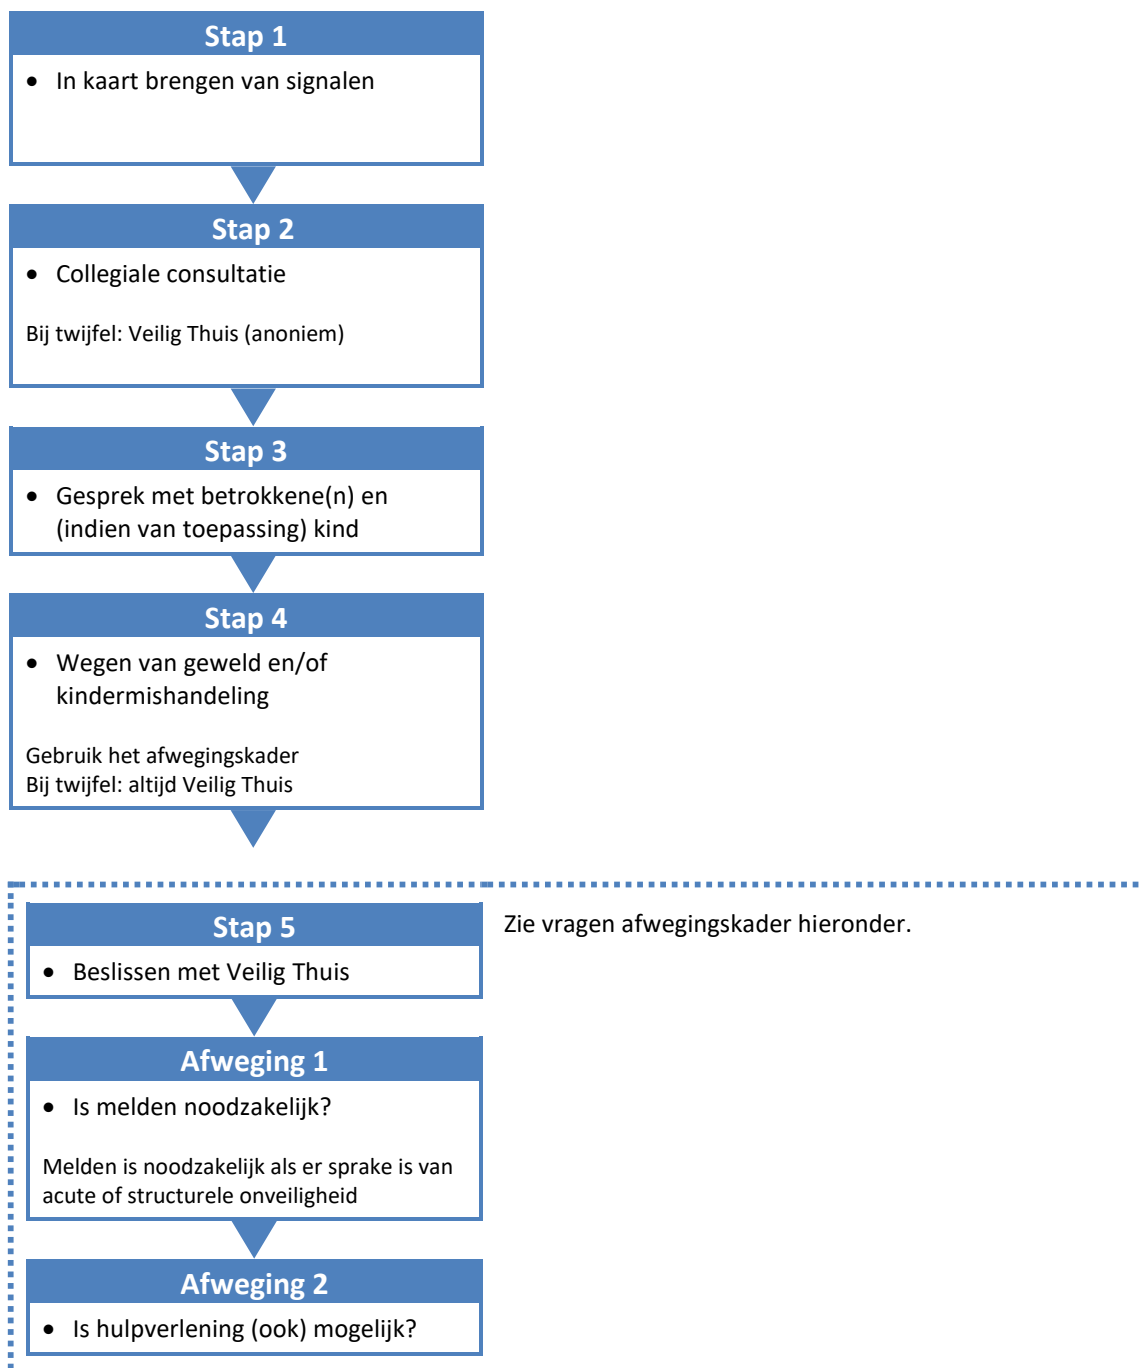 Stap 1
• In kaart brengen van signalen
Stap 2
• Collegiale consultatie
Bij twijfel: Veilig Thuis (anoniem)
Stap 3
• Gesprek met betrokkene(n) en
(indien van toepassing) kind
Stap 4
• Wegen van geweld en/of
kindermishandeling
Gebruik het afwegingskader
Bij twijfel: altijd Veilig Thuis
Stap 5
• Beslissen met Veilig Thuis
Zie vragen afwegingskader hieronder.
Afweging 1
• Is melden noodzakelijk?
Melden is noodzakelijk als er sprake is van
acute of structurele onveiligheid
Afweging 2
• Is hulpverlening (ook) mogelijk?